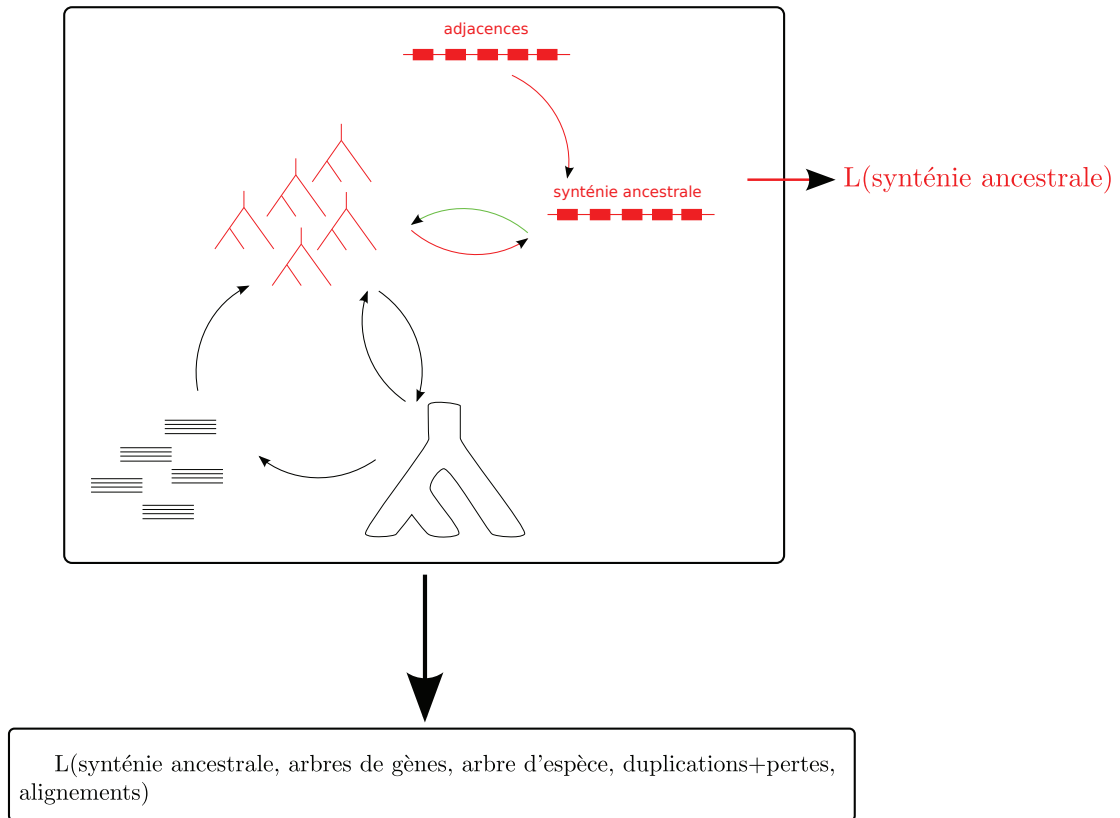 adjacences
synténie ancestrale
L(synténie ancestrale)
L(synténie ancestrale, arbres de gènes, arbre d'espèce, duplications+pertes,
alignements)